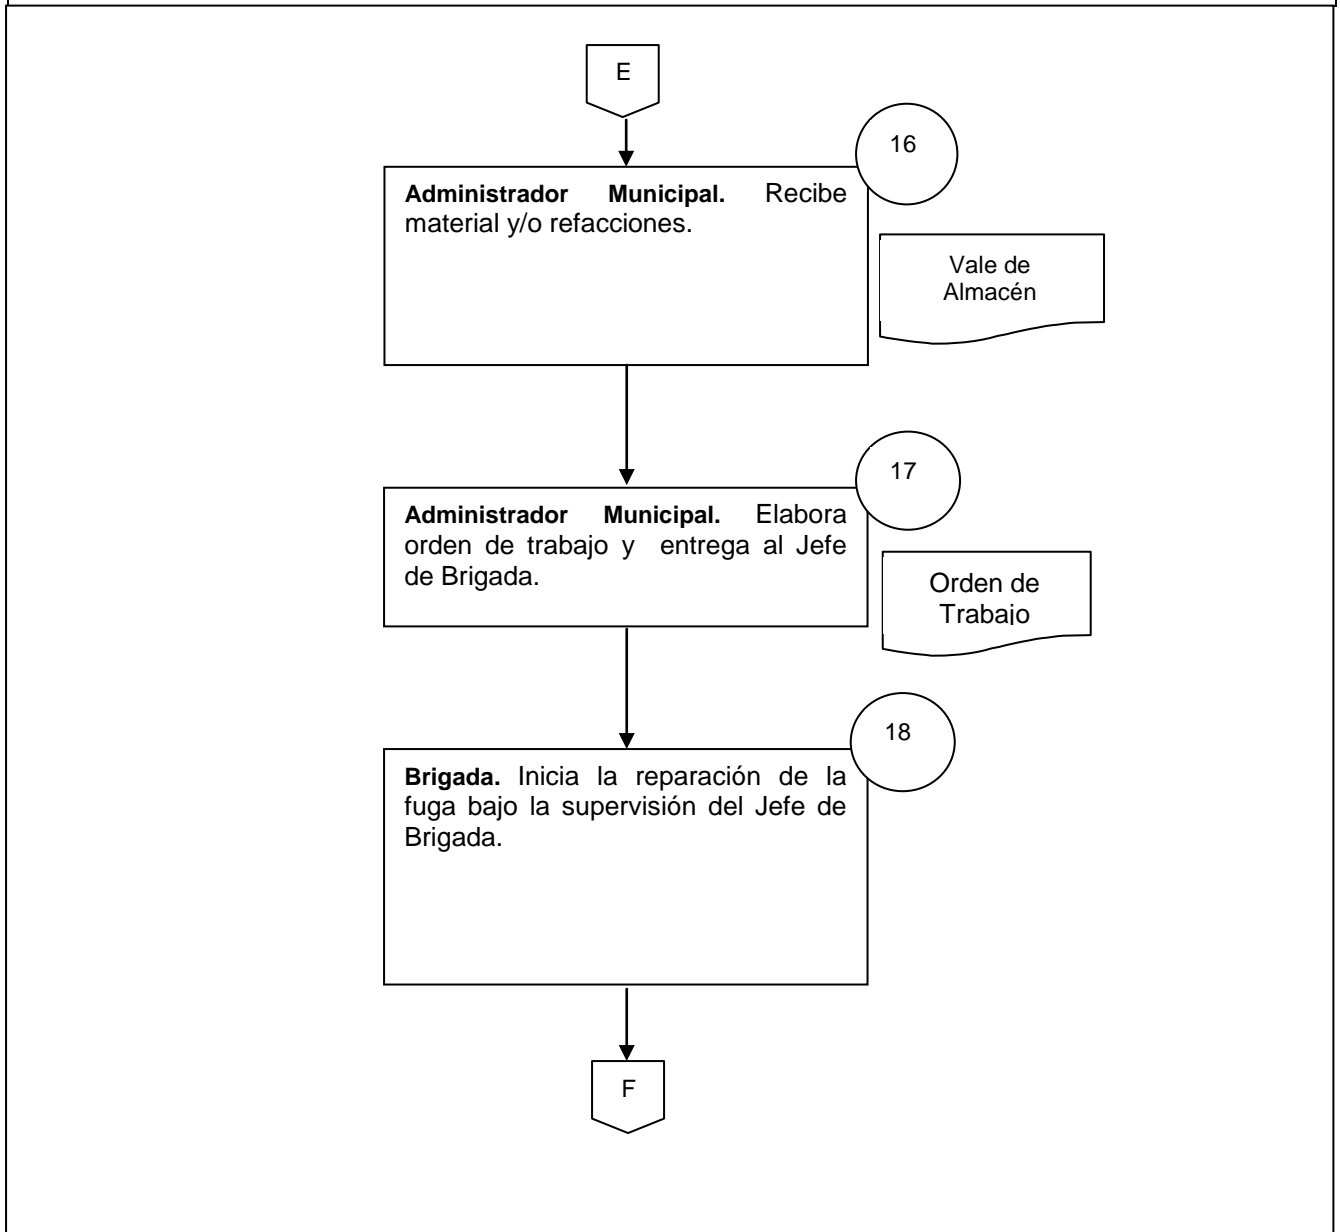 E
16
Administrador Municipal. Recibe
material y/o refacciones.
Vale de
Almacén
17
Administrador Municipal. Elabora
orden de trabajo y entrega al Jefe
de Brigada.
Orden de
Trabajo
18
Brigada. Inicia la reparación de la
fuga bajo la supervisión del Jefe de
Brigada.
F